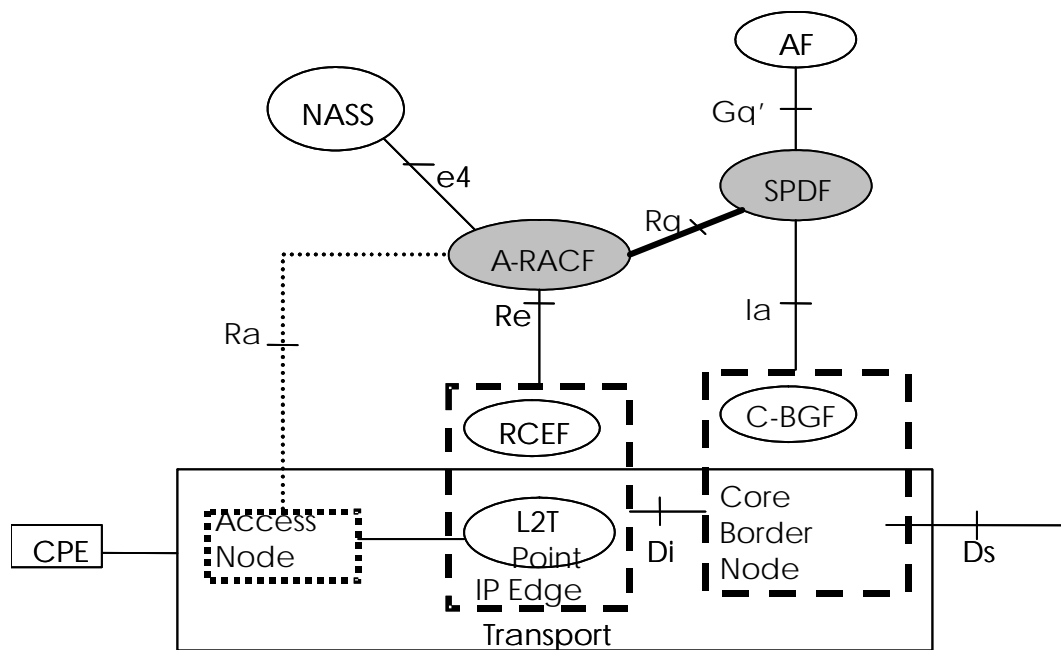 AF
NASS
Gq'
e4
SPDF
Rq
A-RACF
Re
Ia
Ra
C-BGF
RCEF
Access
Node
L2T
Point
IP Edge
Core
Border
Node
CPE
Di
Ds
Transport